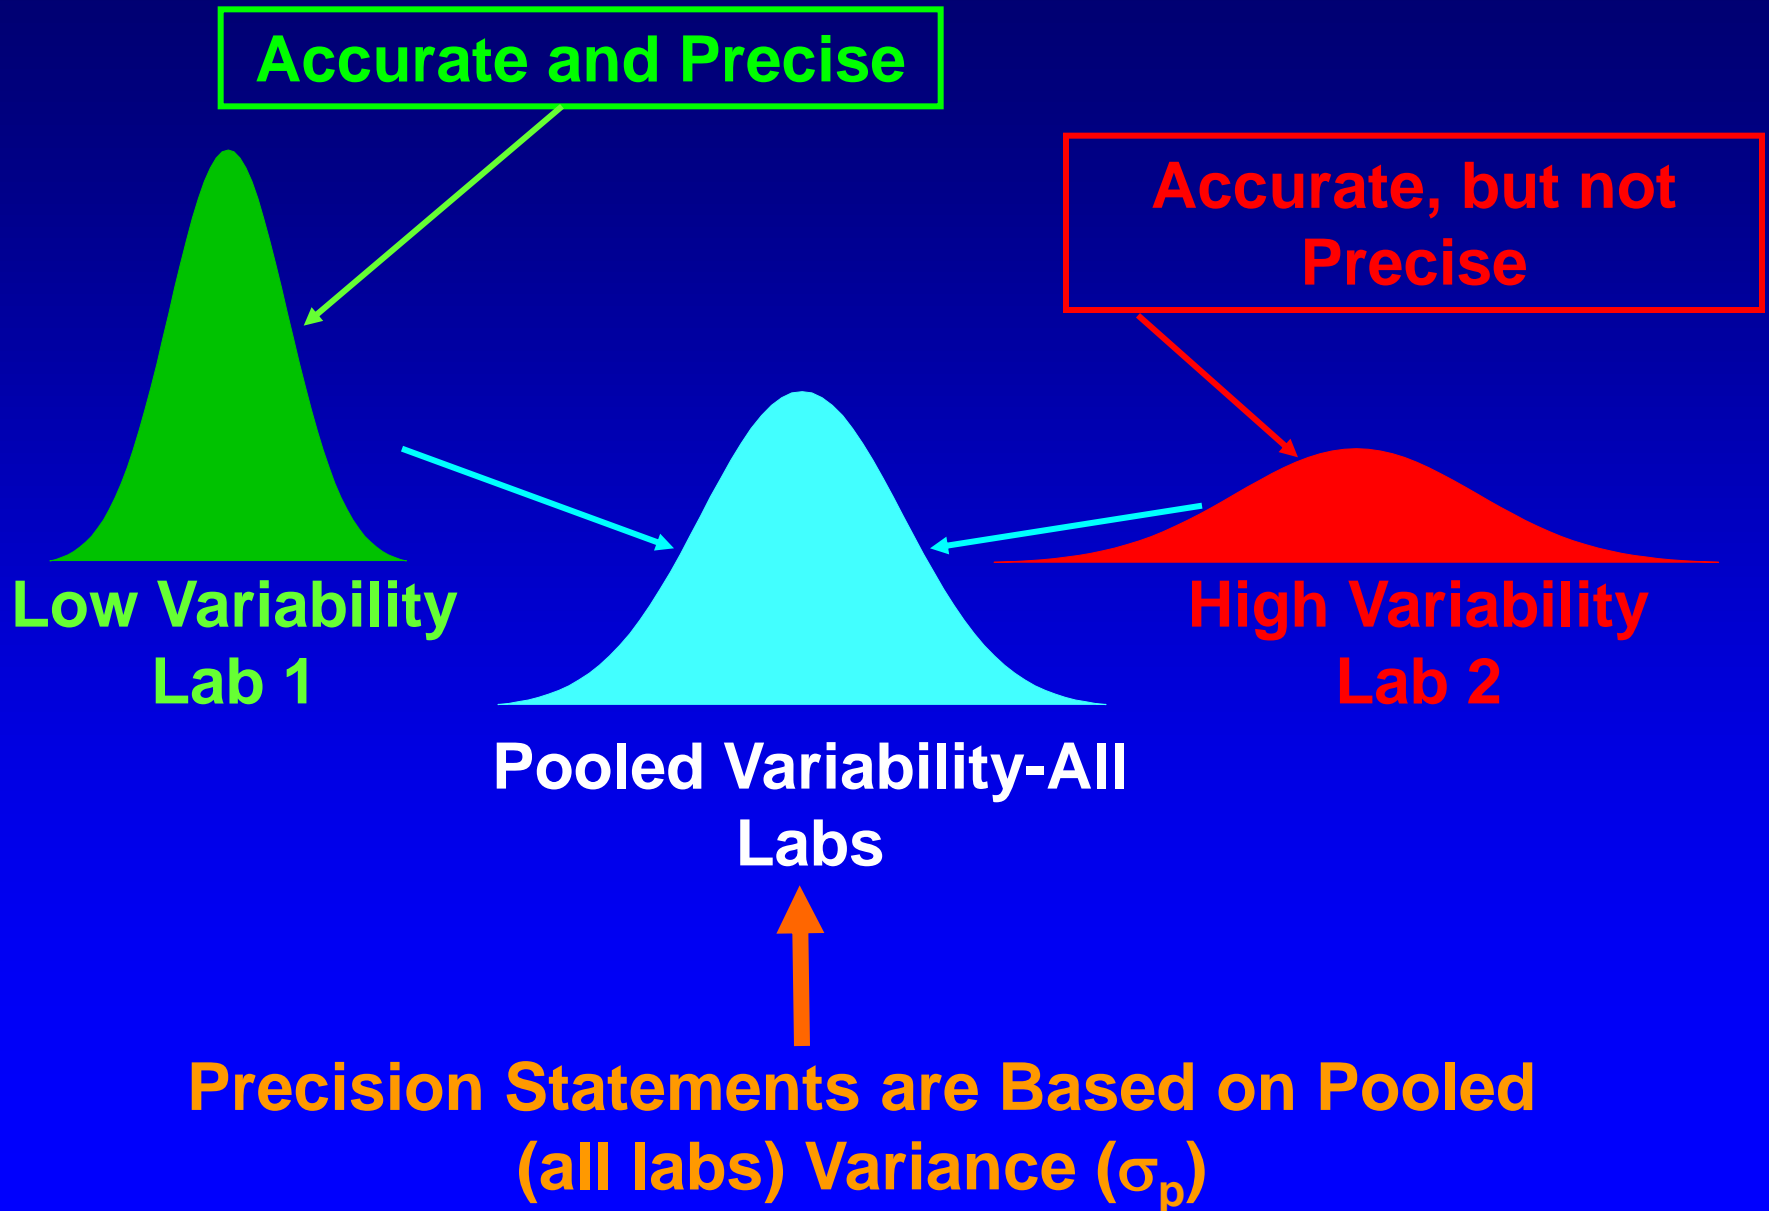 Accurate and Precise
Accurate, but not
Precise
Low Variability
Lab 1
High Variability
Lab 2
Pooled Variability-All
Labs
Precision Statements are Based on Pooled
(all labs) Variance (σp)